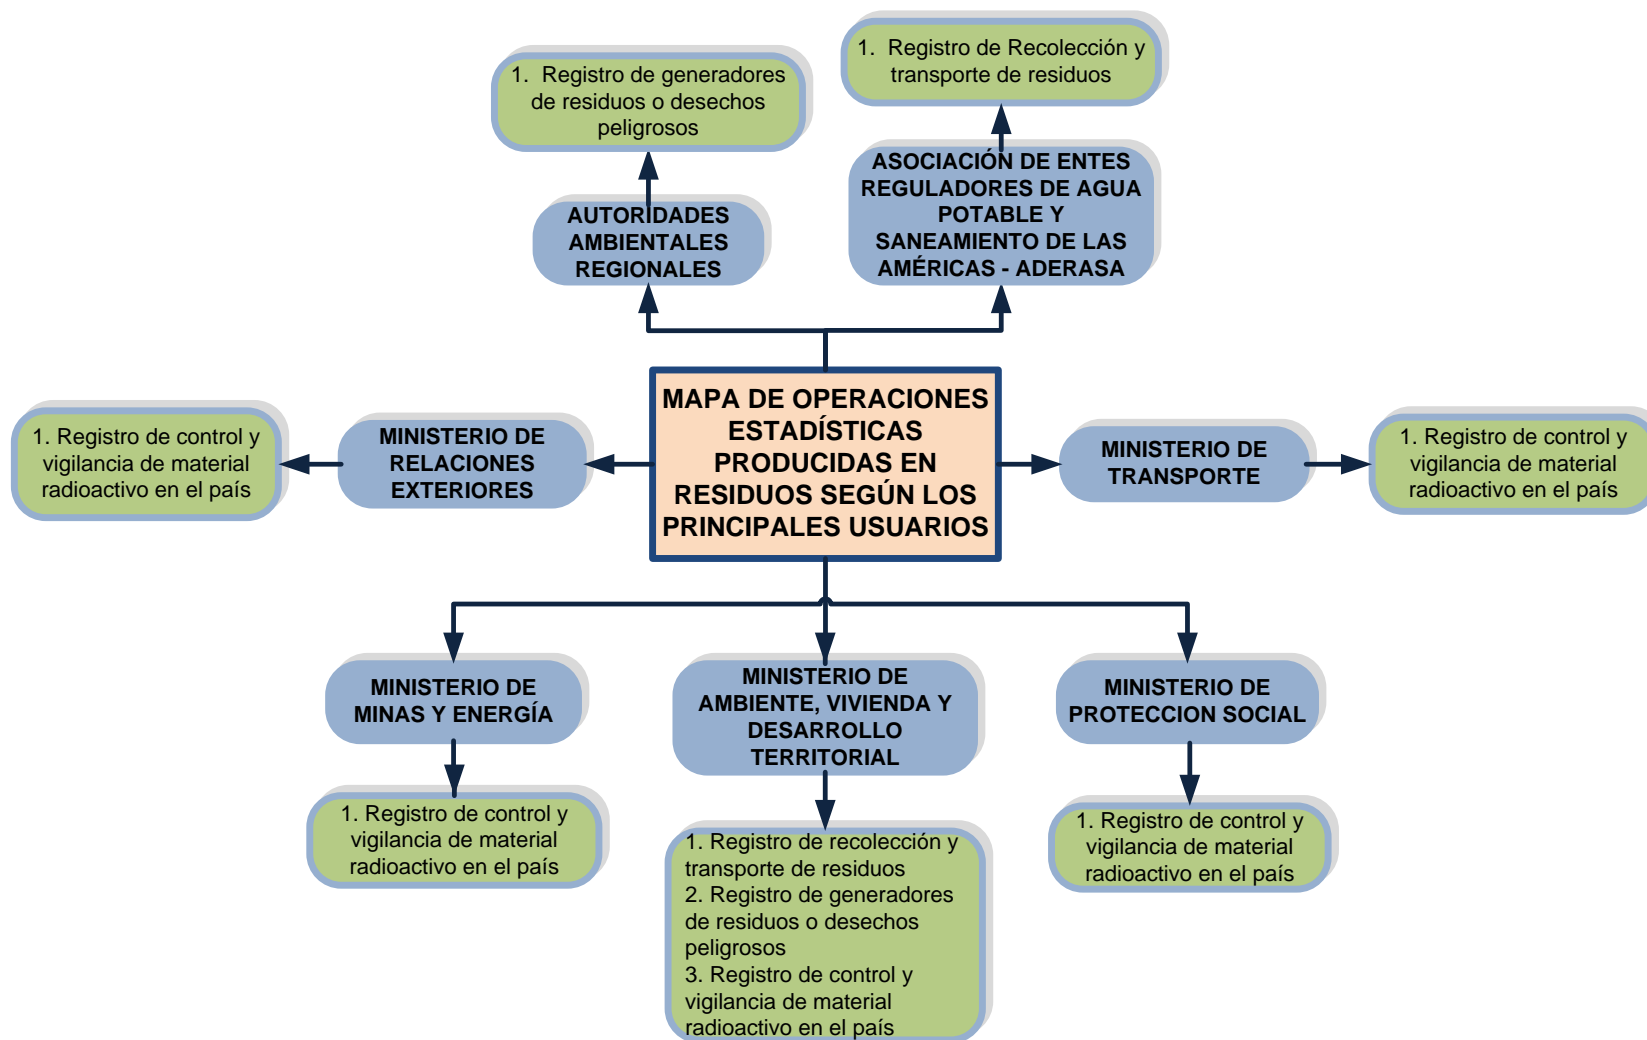 1. Registro de Recolección y
transporte de residuos
1. Registro de generadores
de residuos o desechos
peligrosos
ASOCIACIÓN DE ENTES
REGULADORES DE AGUA
POTABLE Y
SANEAMIENTO DE LAS
AMÉRICAS - ADERASA
AUTORIDADES
AMBIENTALES
REGIONALES
MAPA DE OPERACIONES
ESTADÍSTICAS
PRODUCIDAS EN
RESIDUOS SEGÚN LOS
PRINCIPALES USUARIOS
1. Registro de control y
vigilancia de material
radioactivo en el país
MINISTERIO DE
RELACIONES
EXTERIORES
MINISTERIO DE
TRANSPORTE
1. Registro de control y
vigilancia de material
radioactivo en el país
MINISTERIO DE
MINAS Y ENERGÍA
MINISTERIO DE
AMBIENTE, VIVIENDA Y
DESARROLLO
TERRITORIAL
MINISTERIO DE
PROTECCION SOCIAL
1. Registro de control y
vigilancia de material
radioactivo en el país
1. Registro de recolección y
transporte de residuos
2. Registro de generadores
de residuos o desechos
peligrosos
3. Registro de control y
vigilancia de material
radioactivo en el país
1. Registro de control y
vigilancia de material
radioactivo en el país